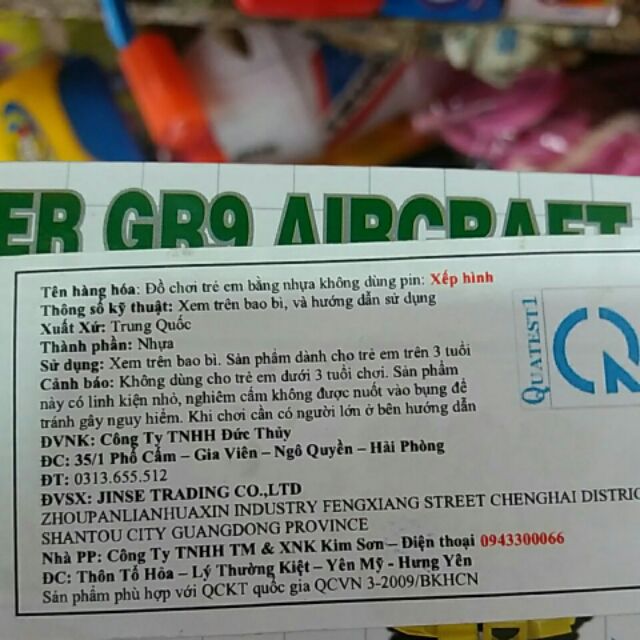 ER GR9 AIRCRAFT
Tên hàng hóa: Đồ chơi trẻ em bằng nhựa không dùng pin: Xếp hình
Thông số kỹ thuật: Xem trên bao bì, và hướng dẫn sử dụng
Xuất Xứ: Trung Quốc
Thành phần: Nhựa
Sử dụng: Xem trên bao bì. Sản phẩm dành cho trẻ em trên 3 tuổi
Cảnh báo: Không dùng cho trẻ em dưới 3 tuổi chơi. Sản phẩm
này có linh kiện nhỏ, nghiêm cấm không được nuốt vào bụng để
tránh gây nguy hiểm. Khi chơi cần có người lớn ở bên hướng dẫn
ĐVNK: Công Ty TNHH Đức Thủy
ĐC: 35/1 Phố Cấm – Gia Viên – Ngô Quyền – Hải Phòng
ĐT: 0313.655.512
ĐVSX: JINSE TRADING CO.,LTD
ZHOUPANLIANHUAXIN INDUSTRY FENGXIANG STREET CHENGHAI DISTRIC
SHANTOU CITY GUANGDONG PROVINCE
Nhà PP: Công Ty TNHH TM & XNK Kim Sơn – Điện thoại 0943300066
ĐC: Thôn Tổ Hỏa – Lý Thường Kiệt – Yên Mỹ - Hưng Yên
Sản phẩm phù hợp với QCKT quốc gia QCVN 3-2009/BKHCN
QUATEST1